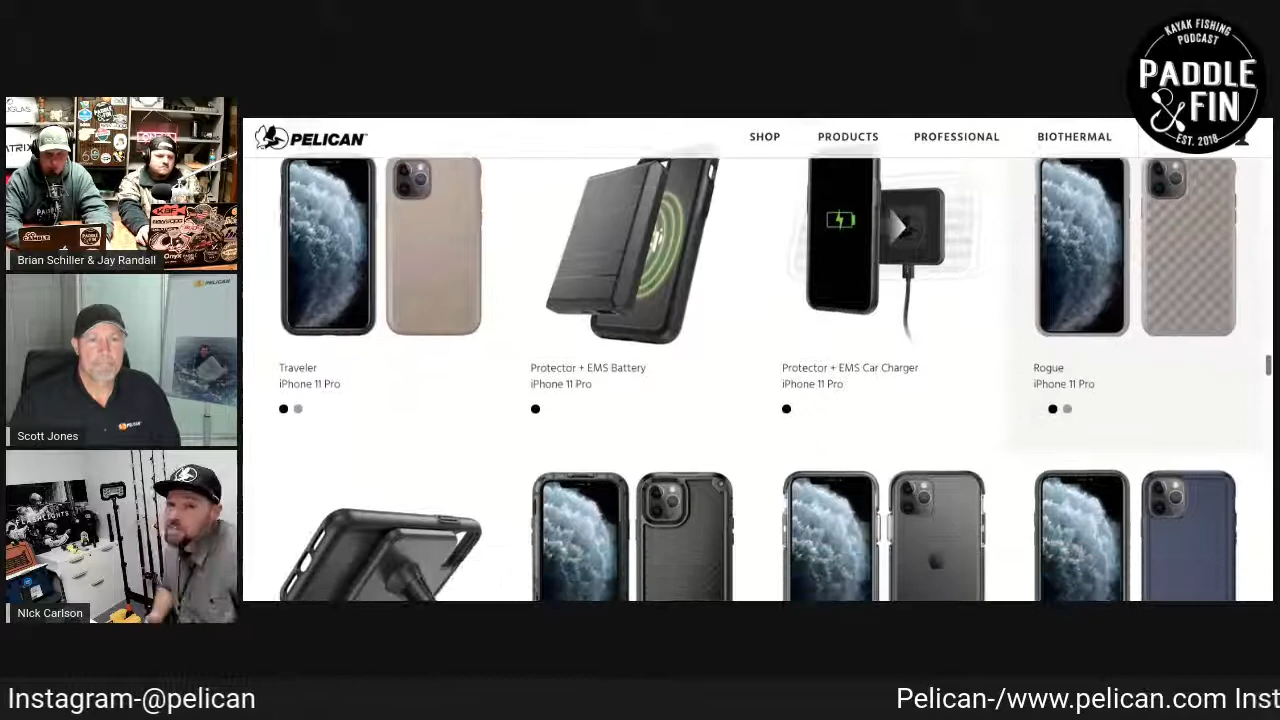 KAYAK FISHING
PODCAST
PADDLE
& FIN
EST. 2018
PELICAN™
SHOP PRODUCTS PROFESSIONAL BIOTHERMAL
Brian Schiller & Jay Randall
Traveler
iPhone 11 Pro
Protector + EMS Battery
iPhone 11 Pro
Protector + EMS Car Charger
iPhone 11 Pro
Rogue
iPhone 11 Pro
PELICAN
Scott Jones
NIck Carlson
Instagram-@pelican
Pelican-/www.pelican.com Inst